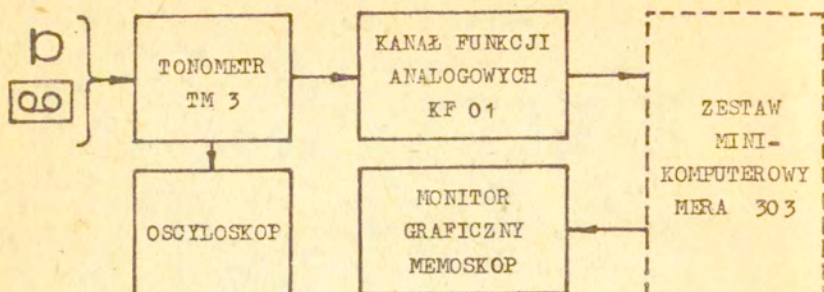 TONOMETR
TM 3
KANAŁ FUNKCJI
ANALOGOWYCH
KF 01
ZESTAW
MINI-
KOMPUTEROWY
MERA 303
OSCYLOSKOP
MONITOR
GRAFICZNY
MEMOSKOP